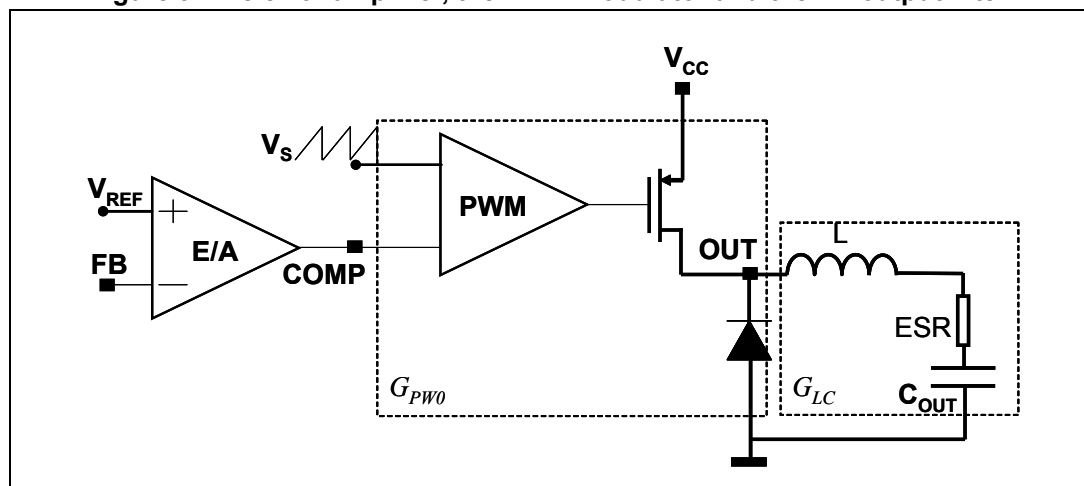 V_CC
V_S
V_REF
+
E/A
−
FB
COMP
PWM
OUT
L
ESR
C_OUT
G_PW0
G_LC